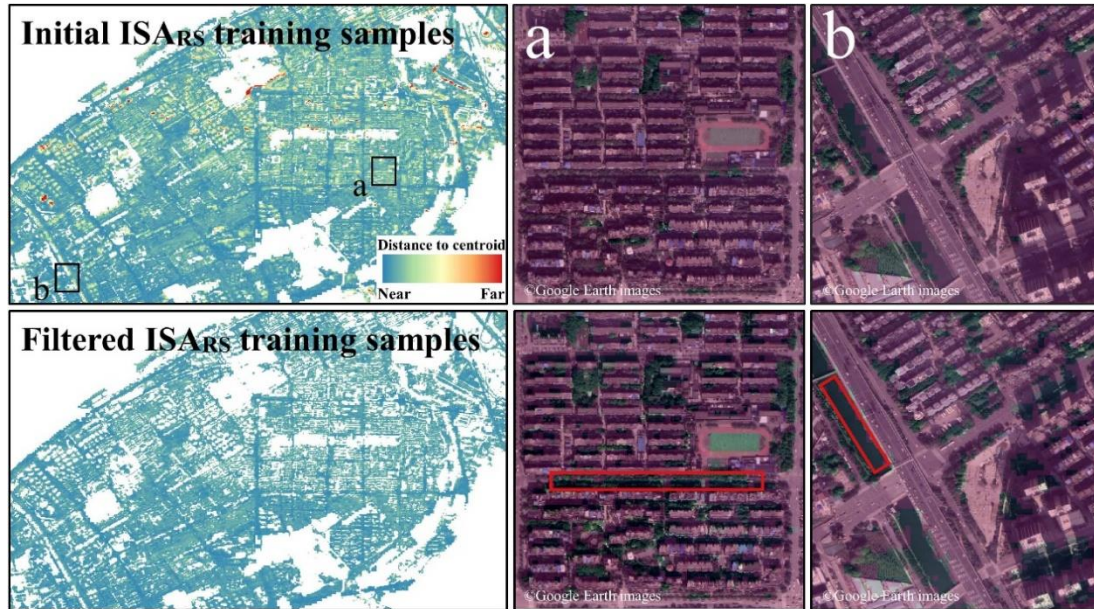 Initial ISARS training samples
a
b
Distance to centroid
Near Far
a
©Google Earth images
b
©Google Earth images
Filtered ISARS training samples
©Google Earth images
©Google Earth images